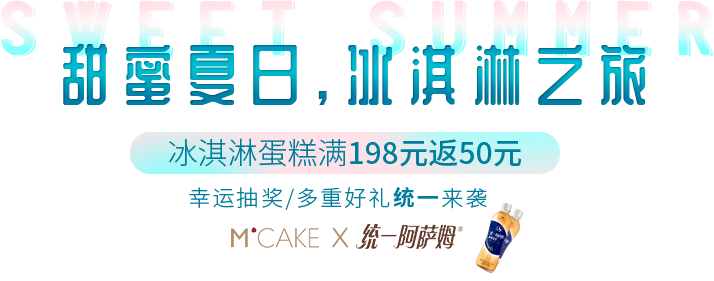 SWEET SUMMER
甜蜜夏日,冰淇淋之旅
冰淇淋蛋糕满198元返50元
幸运抽奖/多重好礼统一来袭
M'CAKE X 统一阿萨姆®